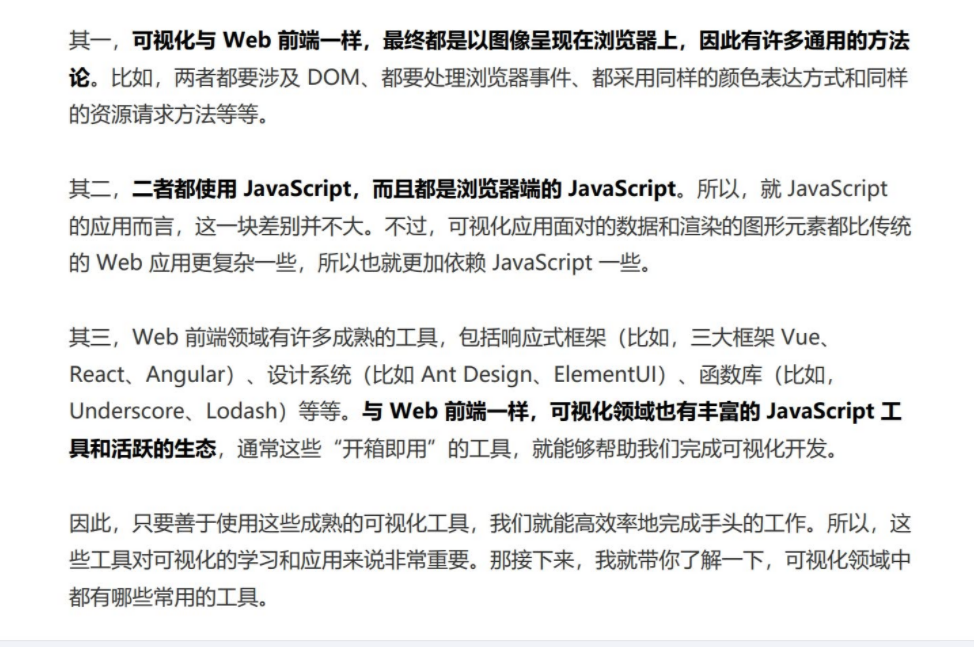 其一，可视化与 Web 前端一样，最终都是以图像呈现在浏览器上，因此有许多通用的方法
论。比如，两者都要涉及 DOM、都要处理浏览器事件、都采用同样的颜色表达方式和同样
的资源请求方法等等。
其二，二者都使用 JavaScript，而且都是浏览器端的 JavaScript。所以，就 JavaScript
的应用而言，这一块差别并不大。不过，可视化应用面对的数据和渲染的图形元素都比传统
的 Web 应用更复杂一些，所以也就更加依赖 JavaScript 一些。
其三，Web 前端领域有许多成熟的工具，包括响应式框架（比如，三大框架 Vue、
React、Angular）、设计系统（比如 Ant Design、ElementUI）、函数库（比如，
Underscore、Lodash）等等。与 Web 前端一样，可视化领域也有丰富的 JavaScript 工
具和活跃的生态，通常这些“开箱即用”的工具，就能够帮助我们完成可视化开发。
因此，只要善于使用这些成熟的可视化工具，我们就能高效率地完成手头的工作。所以，这
些工具对可视化的学习和应用来说非常重要。那接下来，我就带你了解一下，可视化领域中
都有哪些常用的工具。